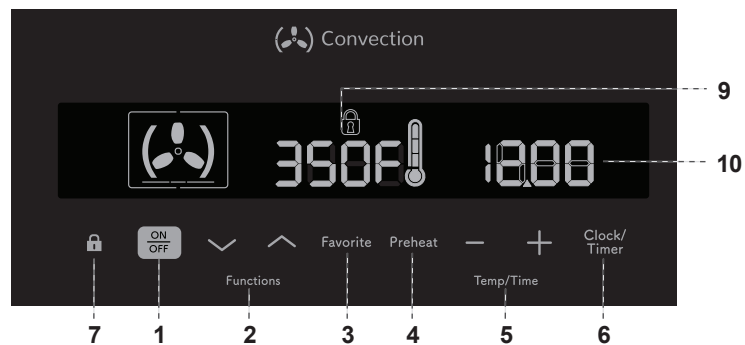 Convection
9
350F
12:00
10
ON
OFF
Favorite
Preheat
Clock/
Timer
Functions
Temp/Time
7
1
2
3
4
5
6